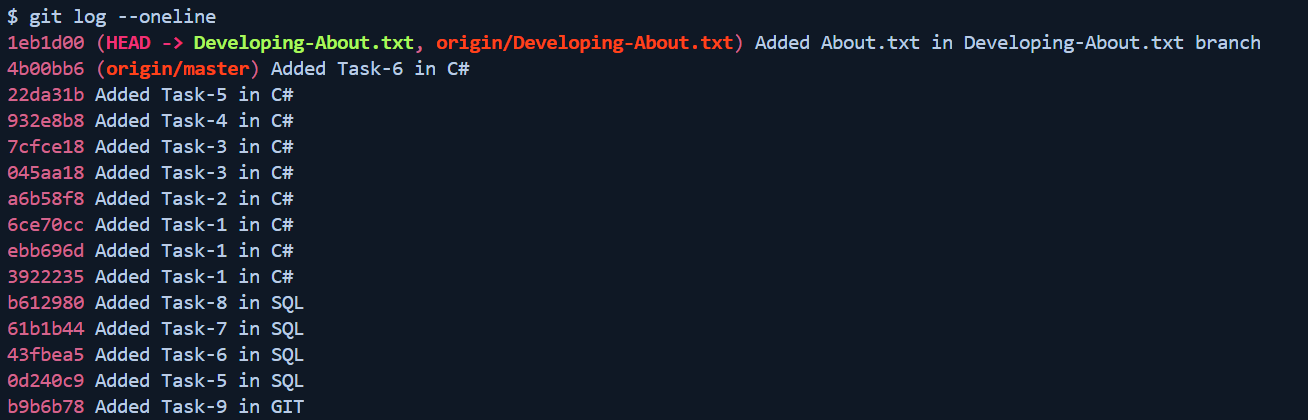 $ git log --oneline
1eb1d00 (HEAD -> Developing-About.txt, origin/Developing-About.txt) Added About.txt in Developing-About.txt branch
4b00bb6 (origin/master) Added Task-6 in C#
22da31b Added Task-5 in C#
932e8b8 Added Task-4 in C#
7cfce18 Added Task-3 in C#
045aa18 Added Task-3 in C#
a6b58f8 Added Task-2 in C#
6ce70cc Added Task-1 in C#
ebb696d Added Task-1 in C#
3922235 Added Task-1 in C#
b612980 Added Task-8 in SQL
61b1b44 Added Task-7 in SQL
43fbea5 Added Task-6 in SQL
0d240c9 Added Task-5 in SQL
b9b6b78 Added Task-9 in GIT